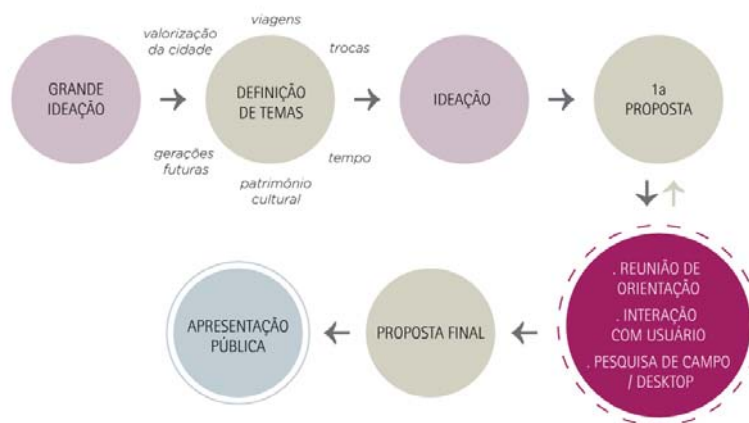 GRANDE
IDEAÇÃO
valorização
da cidade
viagens
trocas
DEFINIÇÃO
DE TEMAS
gerações
futuras
patrimônio
cultural
tempo
IDEAÇÃO
1a
PROPOSTA
. REUNIÃO DE
ORIENTAÇÃO
. INTERAÇÃO
COM USUÁRIO
. PESQUISA DE CAMPO
/ DESKTOP
PROPOSTA FINAL
APRESENTAÇÃO
PÚBLICA